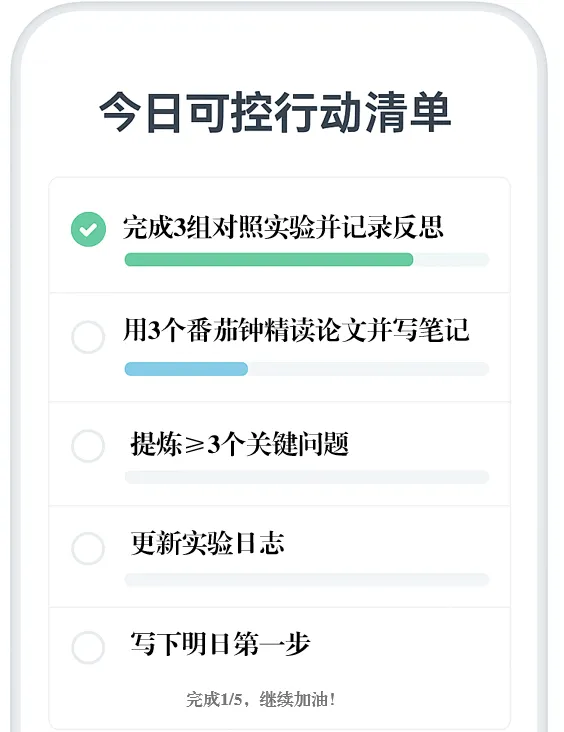 今日可控行动清单
完成3组对照实验并记录反思
用3个番茄钟精读论文并写笔记
提炼≥3个关键问题
更新实验日志
写下明日第一步
完成1/5，继续加油！